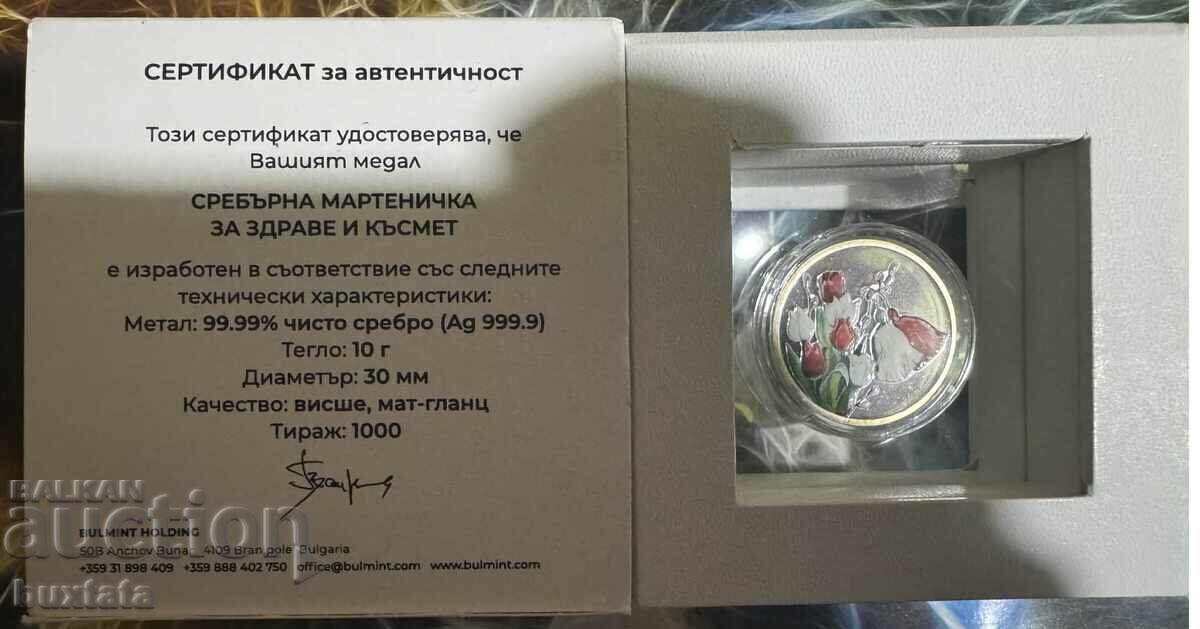 СЕРТИФИКАТ за автентичност
Този сертификат удостоверява, че
Вашият медал
СРЕБЪРНА МАРТЕНИЧКА
ЗА ЗДРАВЕ И КЪСМЕТ
е изработен в съответствие със следните
технически характеристики:
Метал: 99.99% чисто сребро (Ag 999.9)
Тегло: 10 г
Диаметър: 30 мм
Качество: висше, мат-гланц
Тираж: 1000
BULMINT HOLDING
50B Anchov Bunar, 4109 Branipole, Bulgaria
+359 31 898 409 +359 888 402 750 office@bulmint.com www.bulmint.com
BALKAN
auction
buxtata